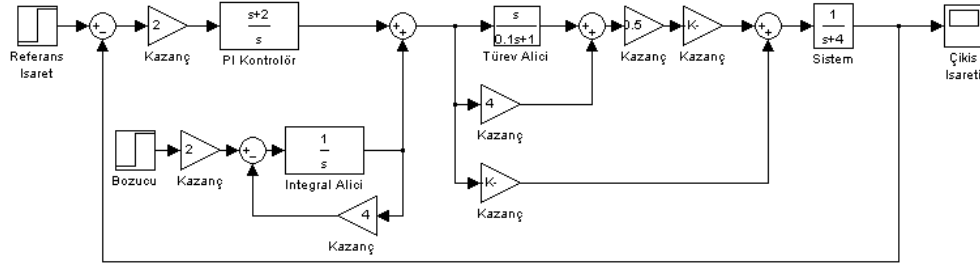 2
s+2
s
s
0.1s+1
0.5
K-
1
s+4
Referans
Isaret
Kazanç
PI Kontrolör
Türev Alici
Kazanç
Kazanç
Sistem
Çikis
Isareti
4
Kazanç
2
1
s
Bozucu
Kazanç
Integral Alici
K-
Kazanç
4
Kazanç